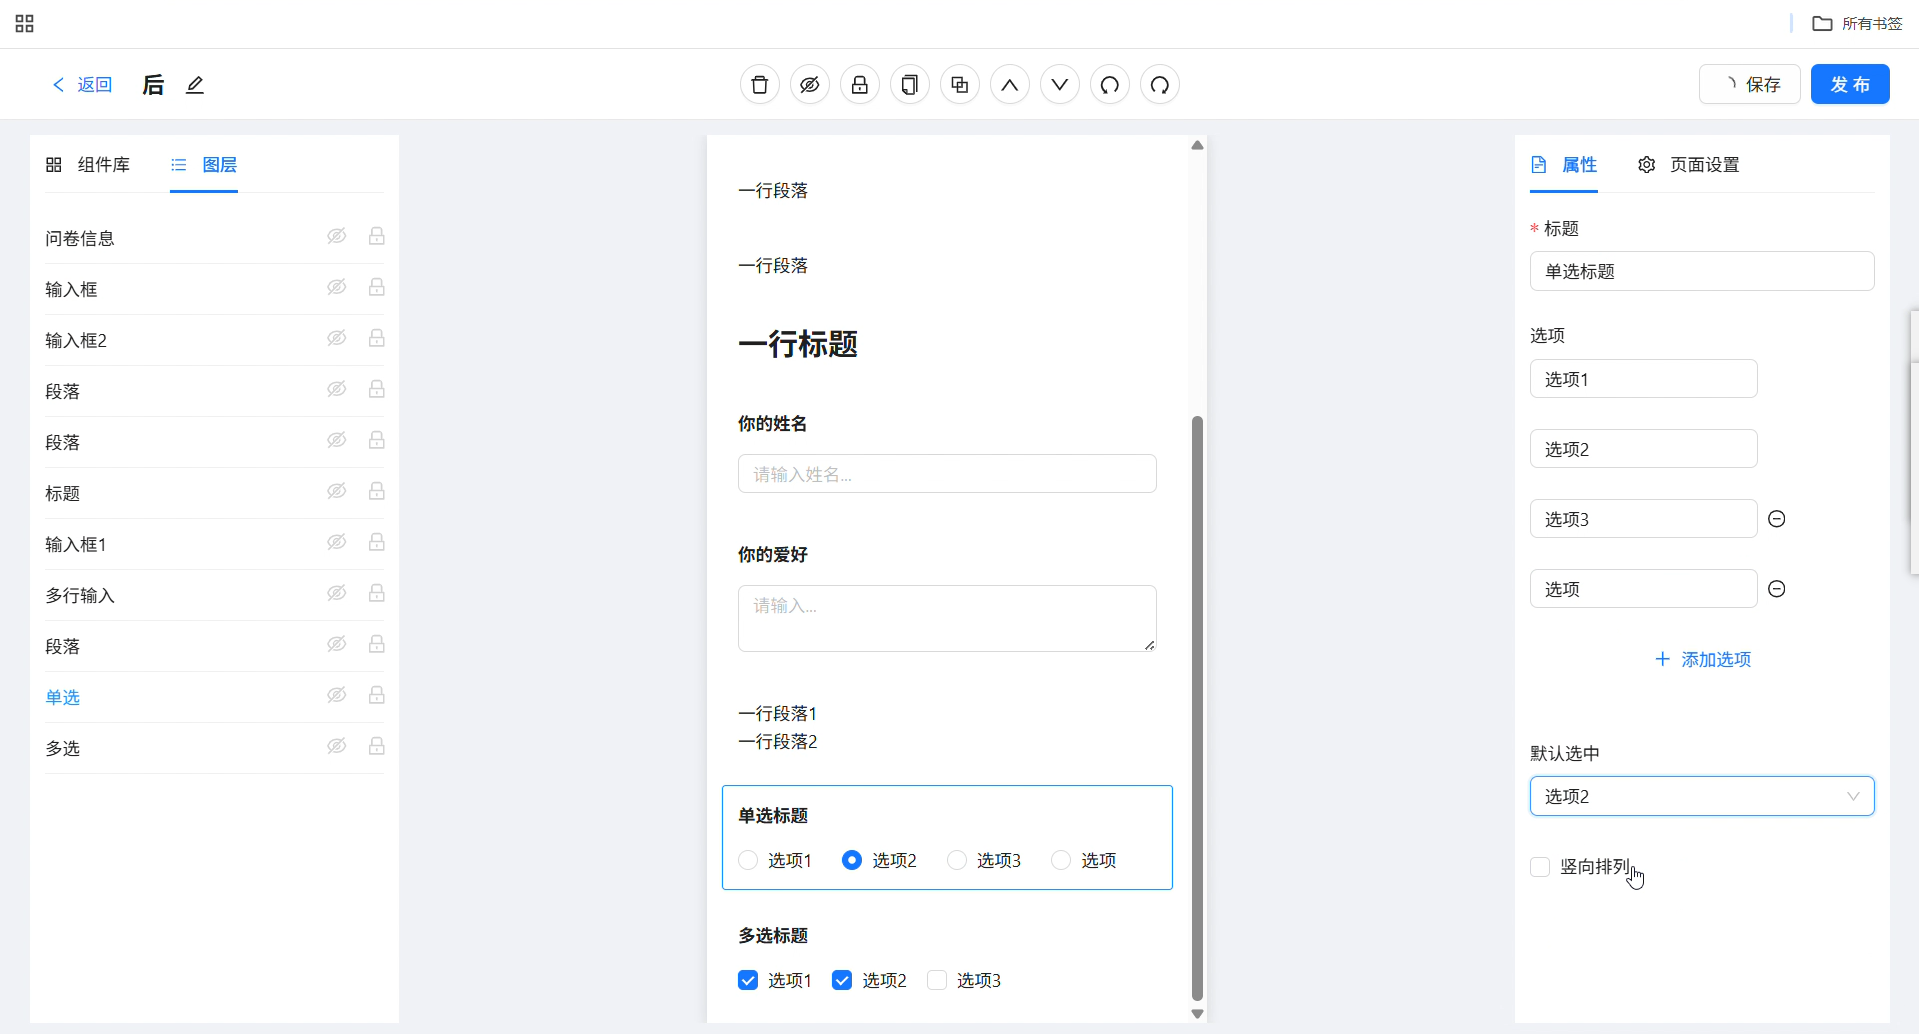 所有书签
返回
后
保存
发 布
组件库
图层
问卷信息
输入框
输入框2
段落
段落
标题
输入框1
多行输入
段落
单选
多选
一行段落
一行段落
一行标题
你的姓名
请输入姓名...
你的爱好
请输入...
一行段落1
一行段落2
单选标题
选项1 选项2 选项3 选项
多选标题
选项1 选项2 选项3
属性
页面设置
* 标题
单选标题
选项
选项1
选项2
选项3
选项
添加选项
默认选中
选项2
竖向排列